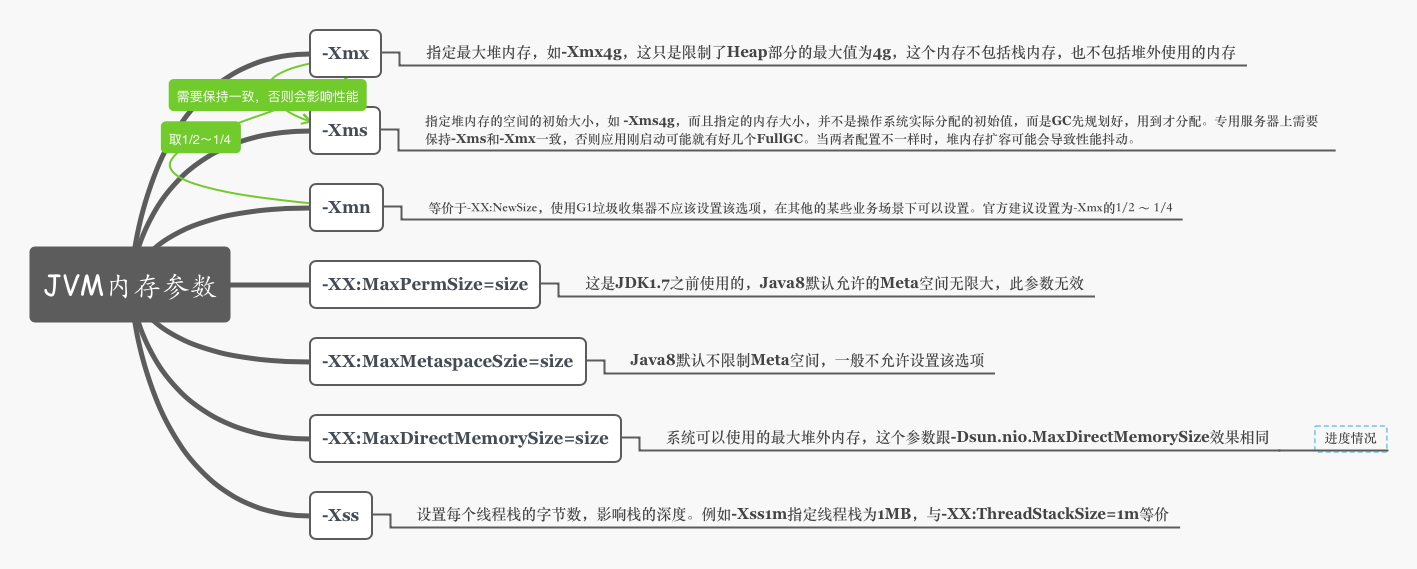 -Xmx
指定最大堆内存，如-Xmx4g，这只是限制了Heap部分的最大值为4g，这个内存不包括栈内存，也不包括堆外使用的内存
需要保持一致，否则会影响性能
-Xms
指定堆内存的空间的初始大小，如 -Xms4g，而且指定的内存大小，并不是操作系统实际分配的初始值，而是GC先规划好，用到才分配。专用服务器上需要
保持-Xms和-Xmx一致，否则应用刚启动可能就有好几个FullGC。当两者配置不一样时，堆内存扩容可能会导致性能抖动。
取1/2～1/4
-Xmn
等价于-XX:NewSize，使用G1垃圾收集器不应该设置该选项，在其他的某些业务场景下可以设置。官方建议设置为-Xmx的1/2 ～ 1/4
JVM内存参数
-XX:MaxPermSize=size
这是JDK1.7之前使用的，Java8默认允许的Meta空间无限大，此参数无效
-XX:MaxMetaspaceSzie=size
Java8默认不限制Meta空间，一般不允许设置该选项
-XX:MaxDirectMemorySize=size
系统可以使用的最大堆外内存，这个参数跟-Dsun.nio.MaxDirectMemorySize效果相同
进度情况
-Xss
设置每个线程栈的字节数，影响栈的深度。例如-Xss1m指定线程栈为1MB，与-XX:ThreadStackSize=1m等价